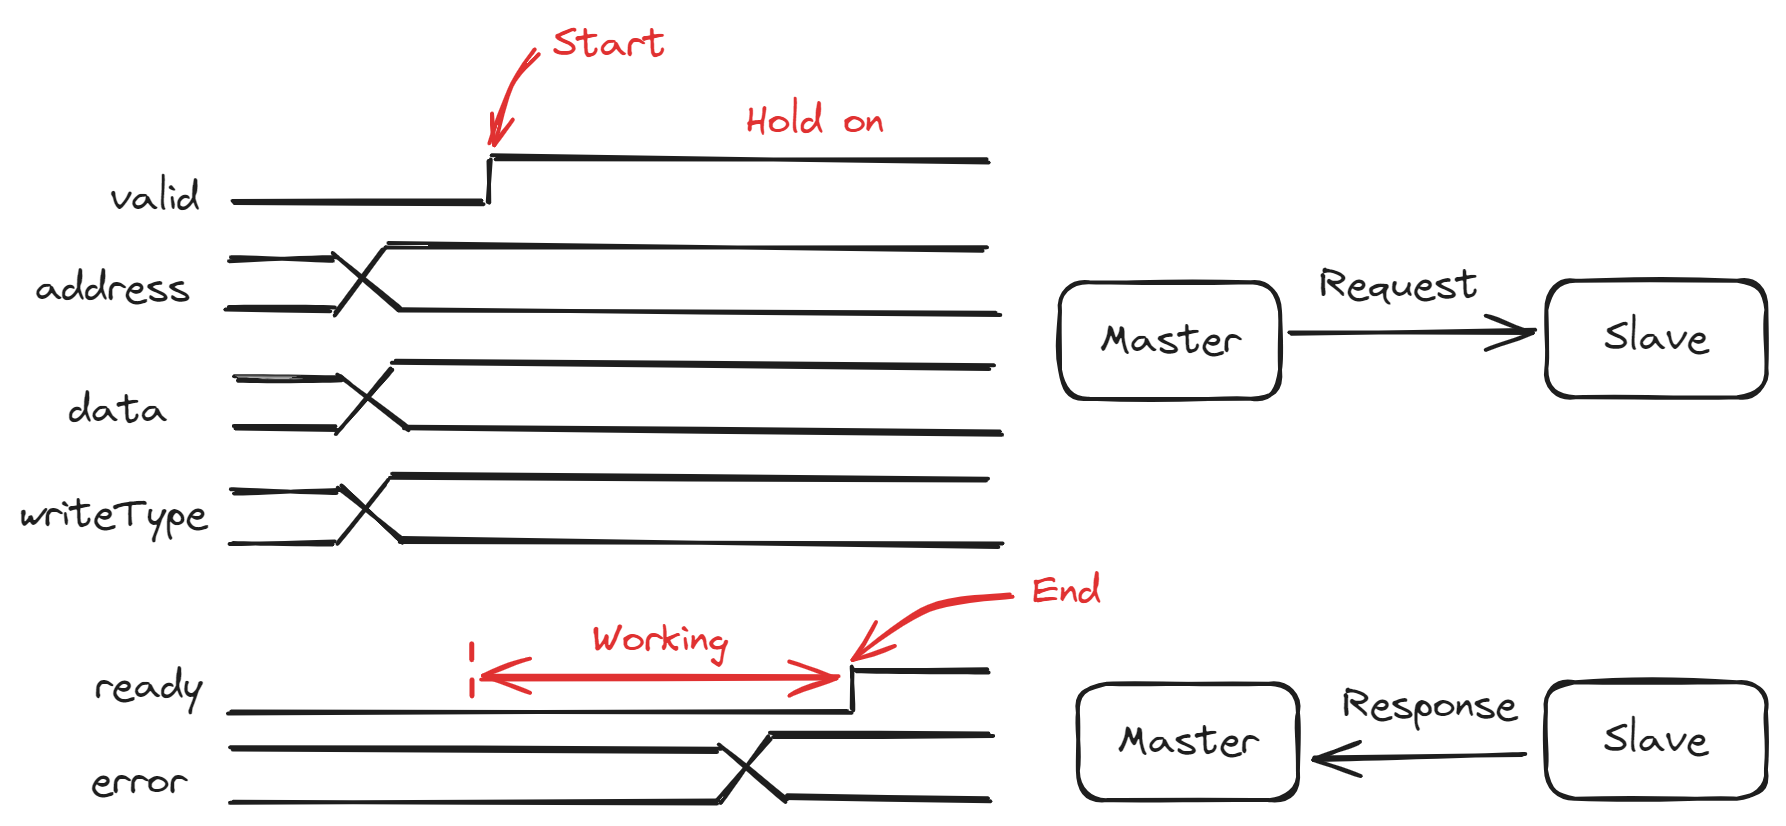 Start
Hold on
valid
address
data
writeType
Master
Request
Slave
End
Working
ready
error
Master
Response
Slave